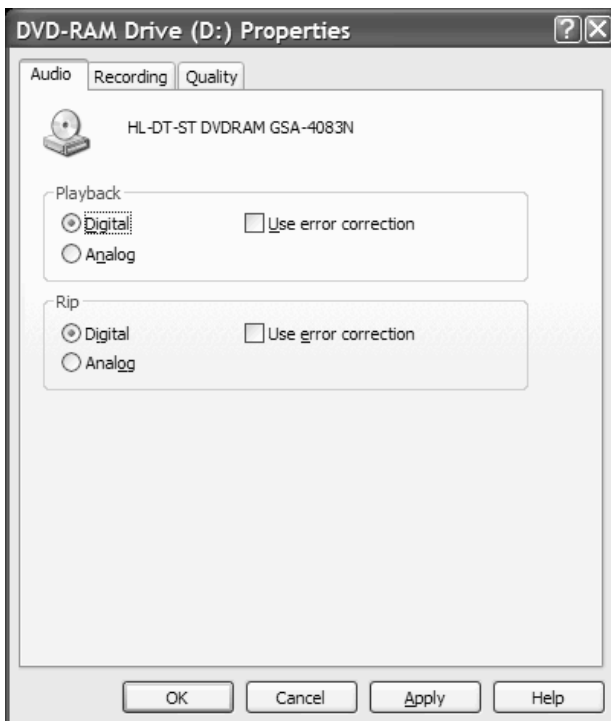 DVD-RAM Drive (D:) Properties
Audio Recording Quality
HL-DT-ST DVDRAM GSA-4083N
Playback
Digital Use error correction
Analog
Rip
Digital Use error correction
Analog
OK Cancel Apply Help